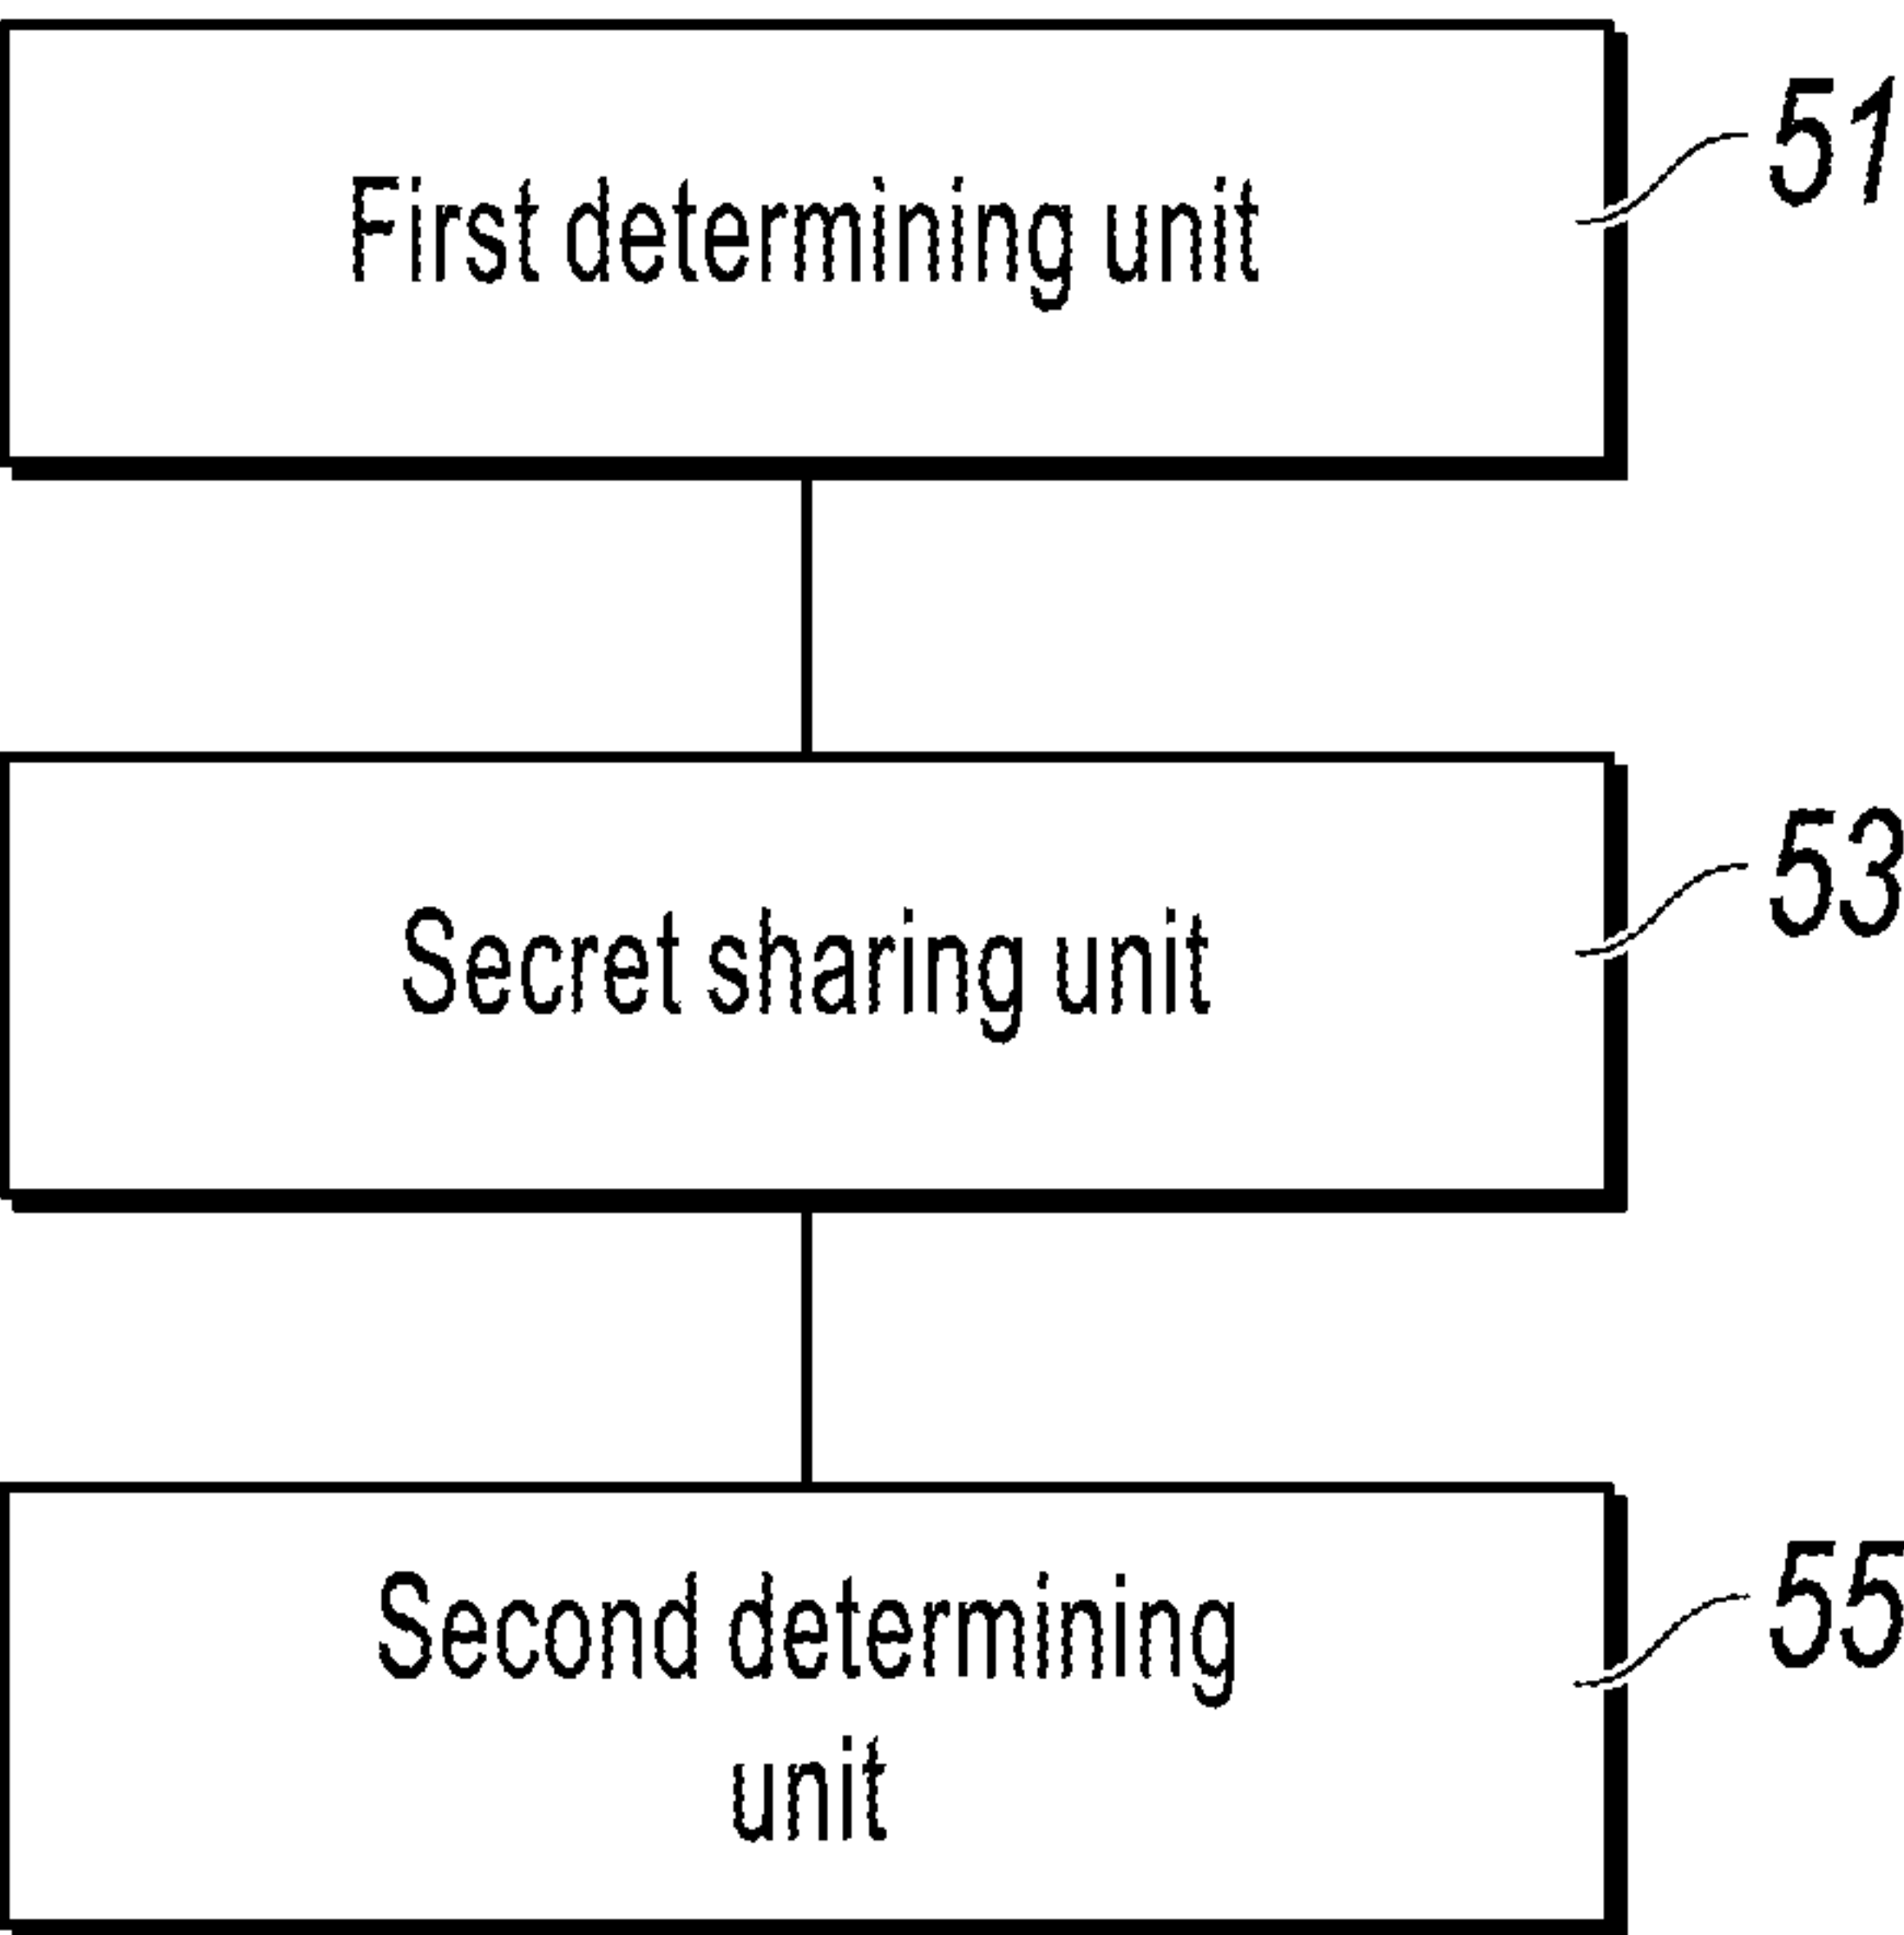 First determining unit
51
Secret sharing unit
53
Second determining
unit
55